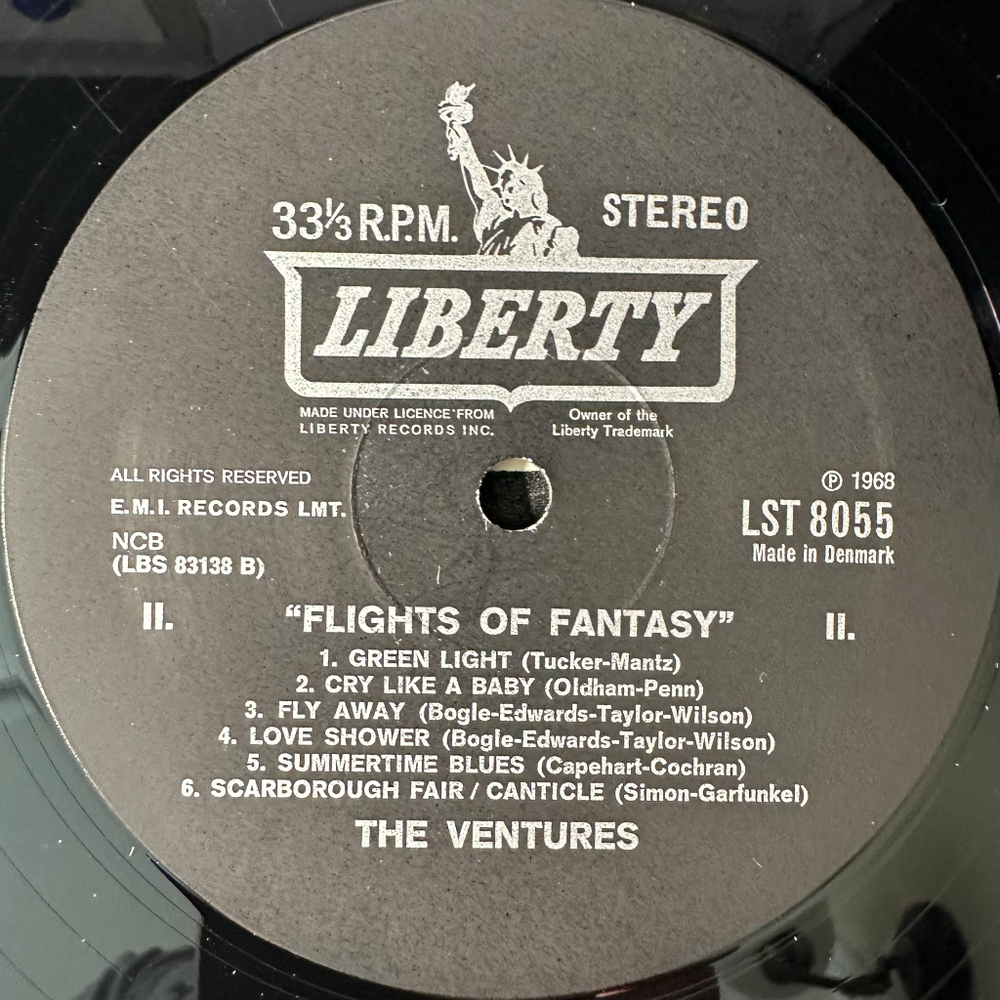 33⅓ R.P.M. STEREO
LIBERTY
MADE UNDER LICENCE FROM
LIBERTY RECORDS INC.
Owner of the
Liberty Trademark
ALL RIGHTS RESERVED
E.M.I. RECORDS LMT.
NCB
(LBS 83138 B)
℗ 1968
LST 8055
Made in Denmark
II. "FLIGHTS OF FANTASY" II.
1. GREEN LIGHT (Tucker-Mantz)
2. CRY LIKE A BABY (Oldham-Penn)
3. FLY AWAY (Bogle-Edwards-Taylor-Wilson)
4. LOVE SHOWER (Bogle-Edwards-Taylor-Wilson)
5. SUMMERTIME BLUES (Capehart-Cochran)
6. SCARBOROUGH FAIR / CANTICLE (Simon-Garfunkel)
THE VENTURES